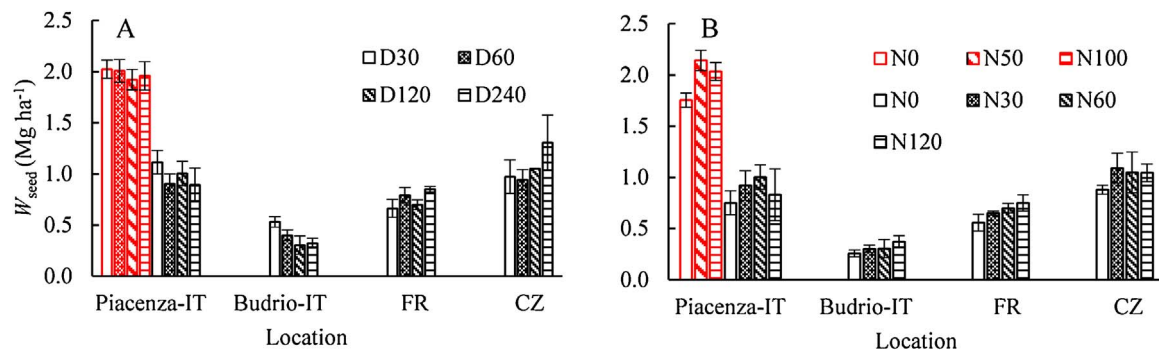 A
W_seed (Mg ha⁻¹)
2.5
2.0
1.5
1.0
0.5
0.0
D30 D60
D120 D240
Piacenza-IT Budrio-IT FR CZ
Location
B
2.5
2.0
1.5
1.0
0.5
0.0
N0 N50 N100
N0 N30 N60
N120
Piacenza-IT Budrio-IT FR CZ
Location